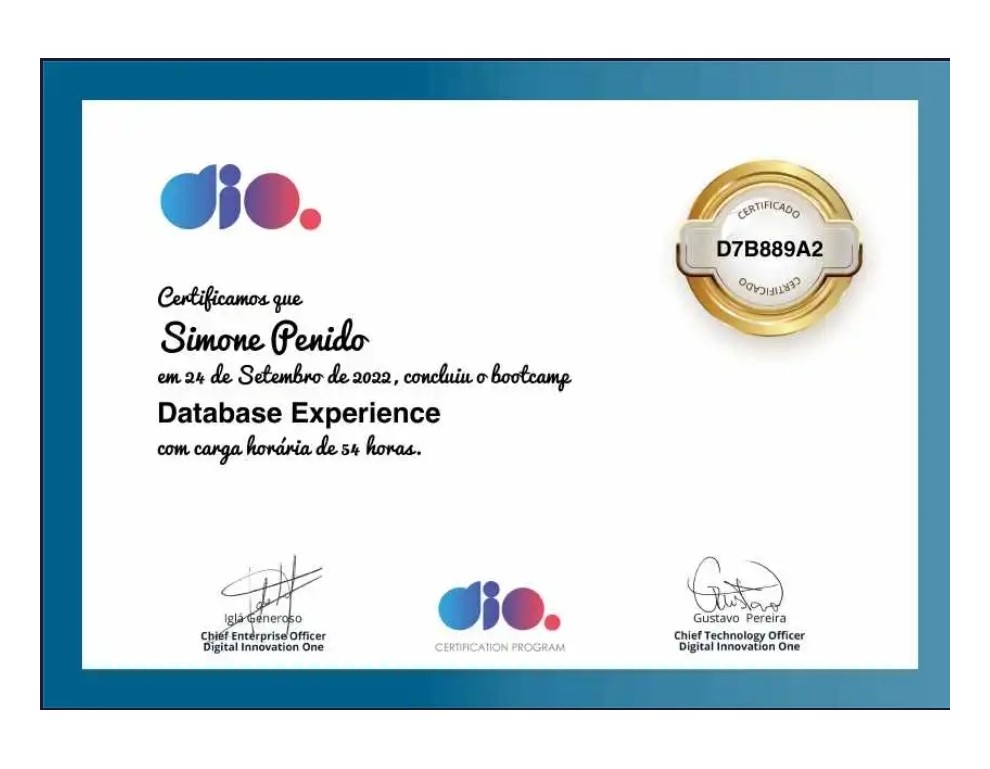 dio.
CERTIFICADO
D7B889A2
CERTIFICADO
Certificamos que
Simone Penido
em 24 de Setembro de 2022, concluiu o bootcamp
Database Experience
com carga horária de 54 horas.
Iglá Generoso
Chief Enterprise Officer
Digital Innovation One
dio.
CERTIFICATION PROGRAM
Gustavo
Gustavo Pereira
Chief Technology Officer
Digital Innovation One